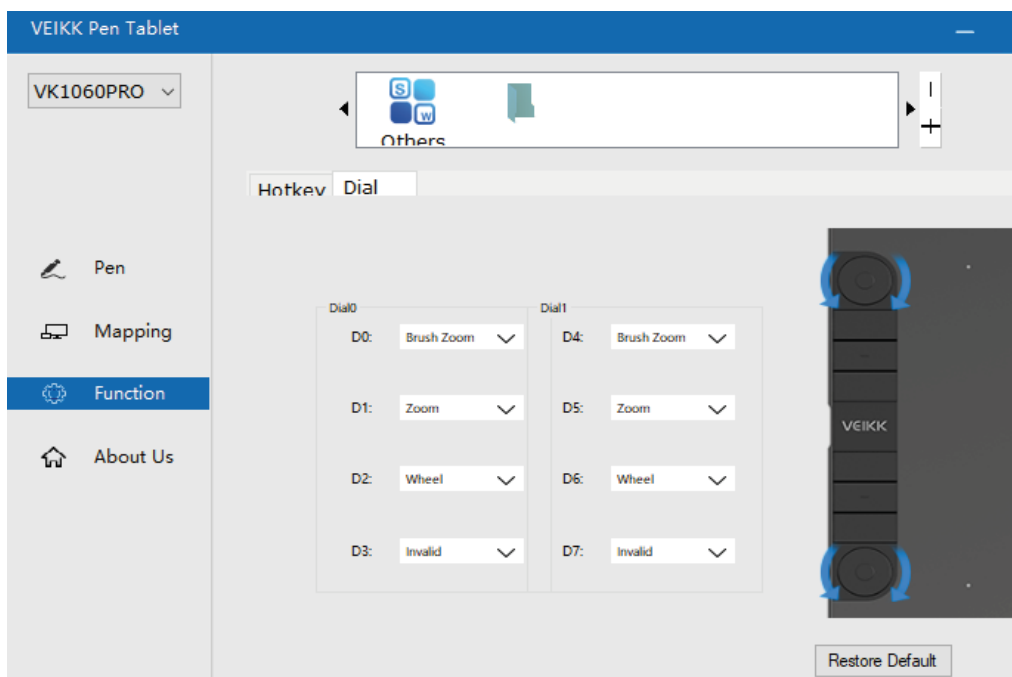 VEIKK Pen Tablet
VK1060PRO
S
W
Others
Hotkey Dial
Pen
Mapping
Function
About Us
Dial0 Dial1
D0: Brush Zoom D4: Brush Zoom
D1: Zoom D5: Zoom
D2: Wheel D6: Wheel
D3: Invalid D7: Invalid
VEIKK
Restore Default